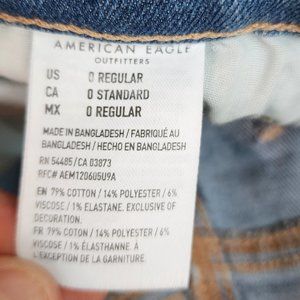 AMERICAN EAGLE
OUTFITTERS
US 0 REGULAR
CA 0 STANDARD
MX 0 REGULAR
MADE IN BANGLADESH / FABRIQUÉ AU
BANGLADESH / HECHO EN BANGLADESH
RN 54485/CA 03873
RFC# AEM120605U9A
EN 79% COTTON / 14% POLYESTER / 6%
VISCOSE / 1% ELASTANE. EXCLUSIVE OF
DECORATION.
FR 79% COTON / 14% POLYESTER / 6%
VISCOSE / 1% ÉLASTHANNE. À
L'EXCEPTION DE LA GARNITURE.